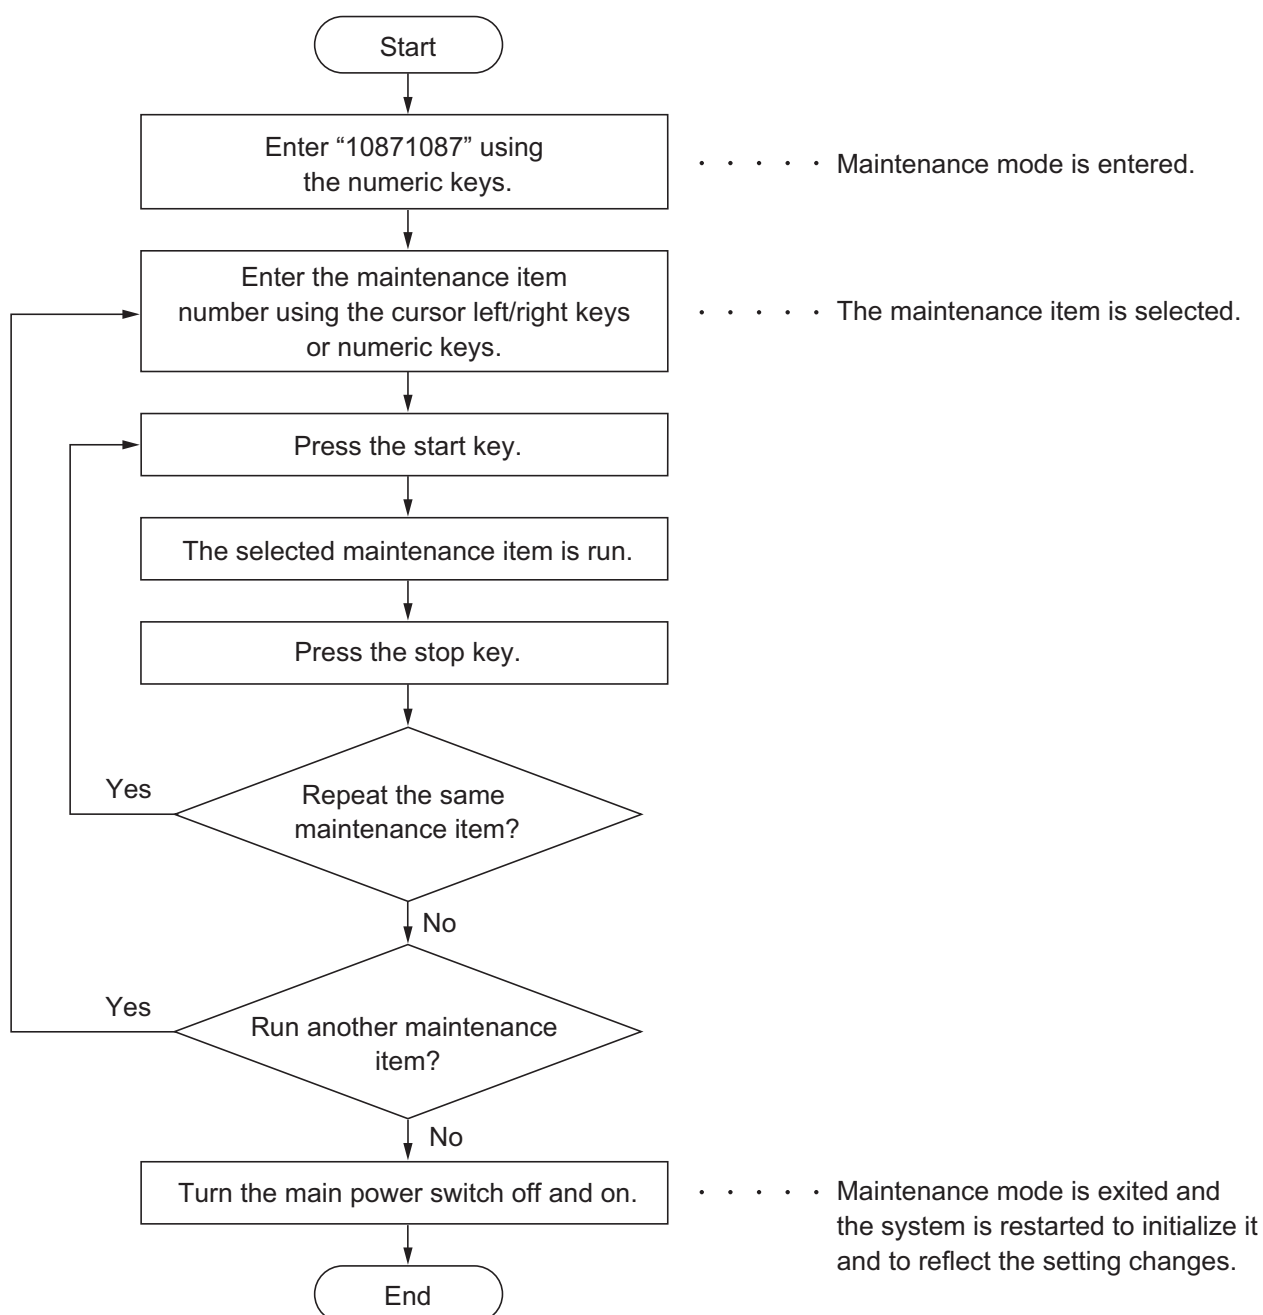 Start
Enter “10871087” using
the numeric keys.
· · · · · Maintenance mode is entered.
Enter the maintenance item
number using the cursor left/right keys
or numeric keys.
· · · · · The maintenance item is selected.
Press the start key.
The selected maintenance item is run.
Press the stop key.
Yes
Repeat the same
maintenance item?
No
Yes
Run another maintenance
item?
No
Turn the main power switch off and on.
· · · · · Maintenance mode is exited and
the system is restarted to initialize it
and to reflect the setting changes.
End